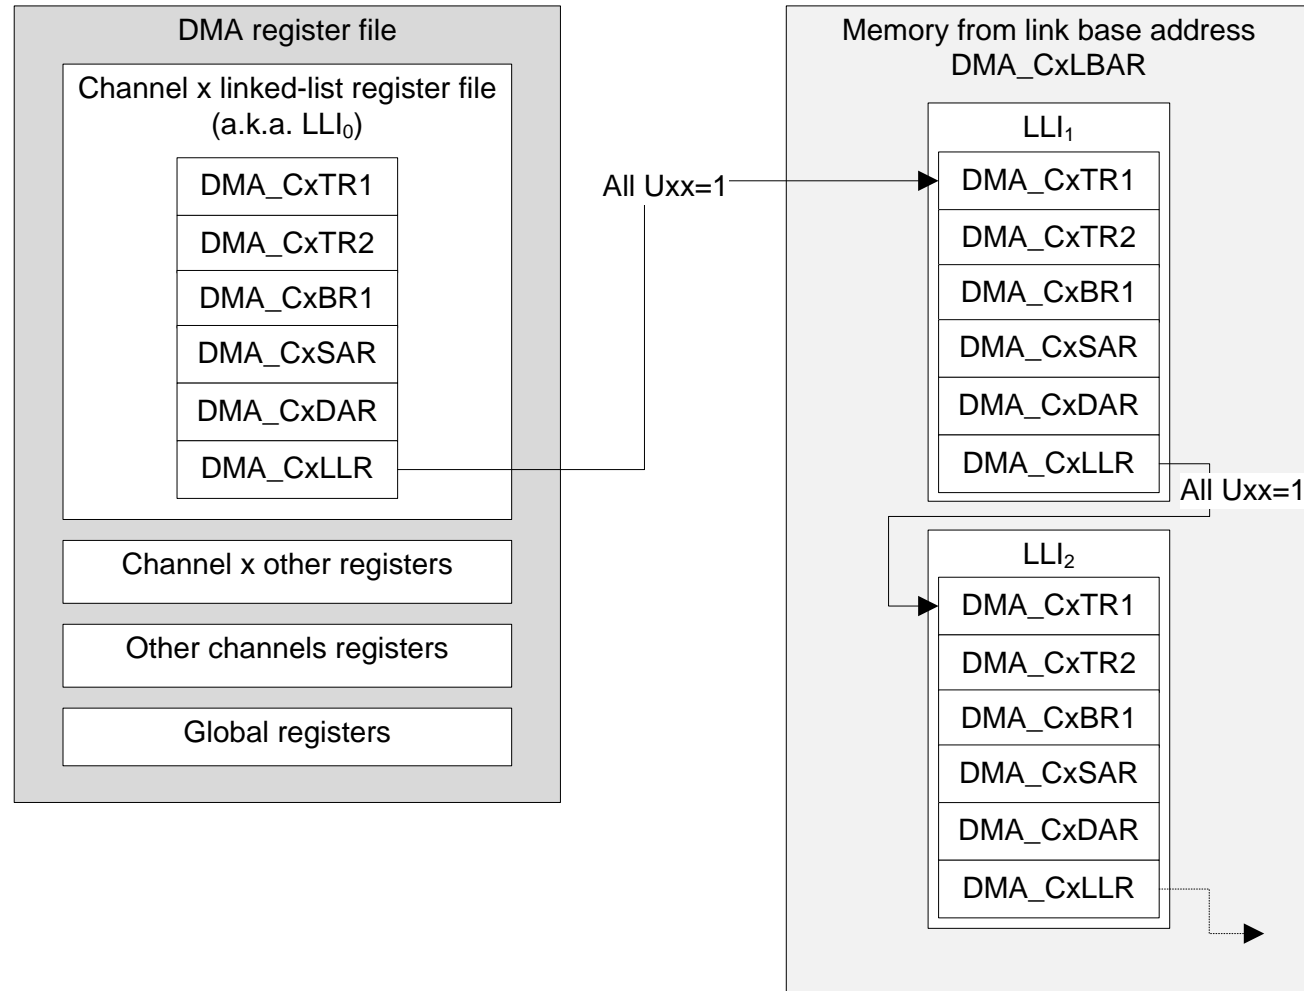 DMA register file
Channel x linked-list register file
(a.k.a. LLI₀)
DMA_CxTR1
DMA_CxTR2
DMA_CxBR1
DMA_CxSAR
DMA_CxDAR
DMA_CxLLR
Channel x other registers
Other channels registers
Global registers
All Uxx=1
Memory from link base address
DMA_CxLBAR
LLI₁
DMA_CxTR1
DMA_CxTR2
DMA_CxBR1
DMA_CxSAR
DMA_CxDAR
DMA_CxLLR
All Uxx=1
LLI₂
DMA_CxTR1
DMA_CxTR2
DMA_CxBR1
DMA_CxSAR
DMA_CxDAR
DMA_CxLLR